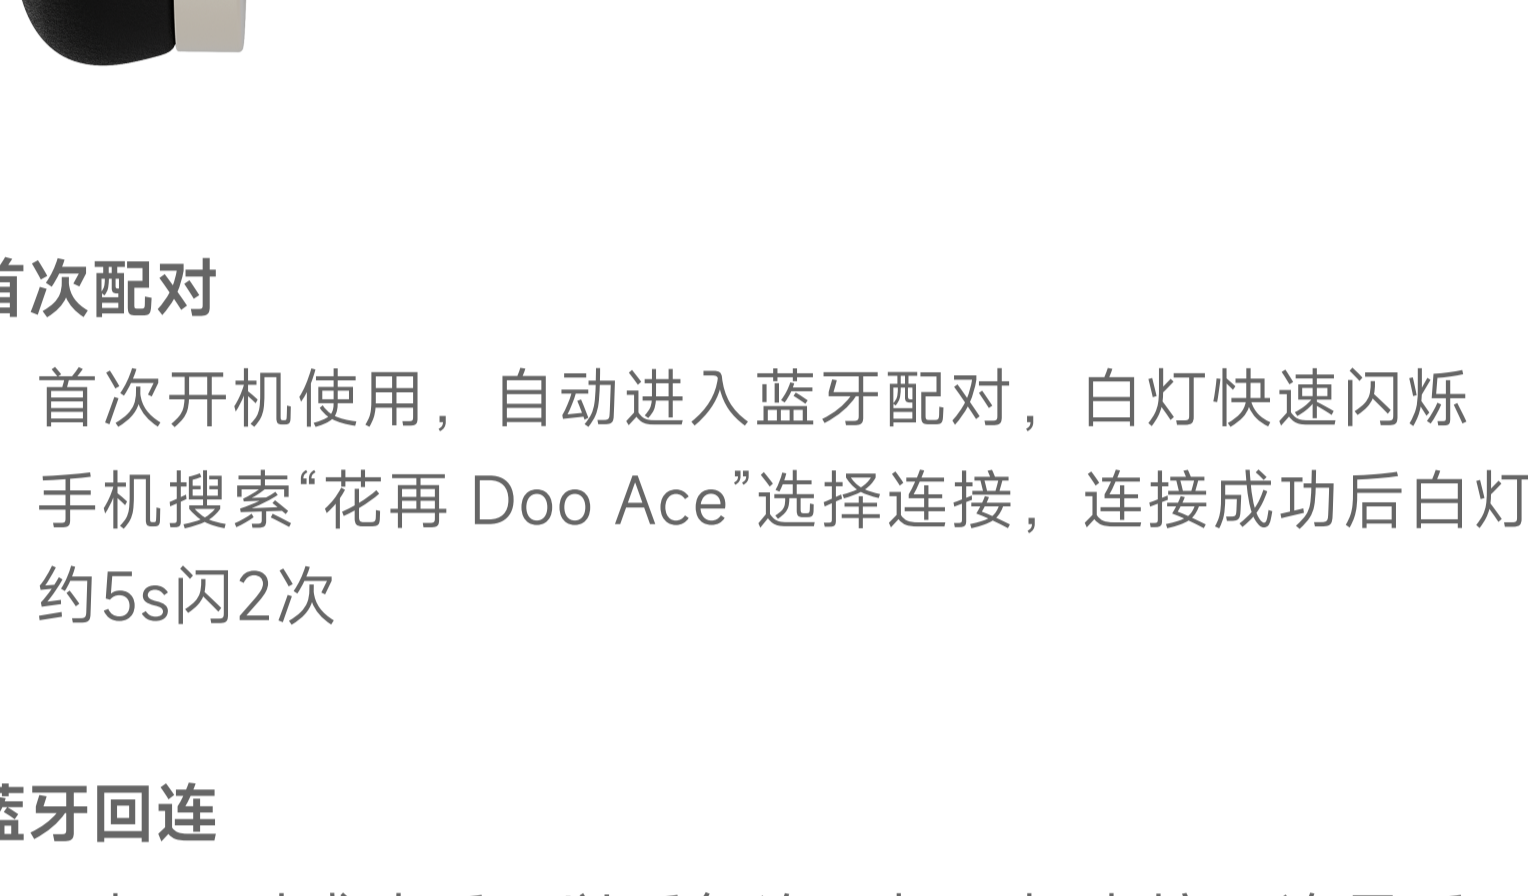 首次配对
首次开机使用，自动进入蓝牙配对，白灯快速闪烁
手机搜索“花再 Doo Ace”选择连接，连接成功后白灯
约5s闪2次
蓝牙回连